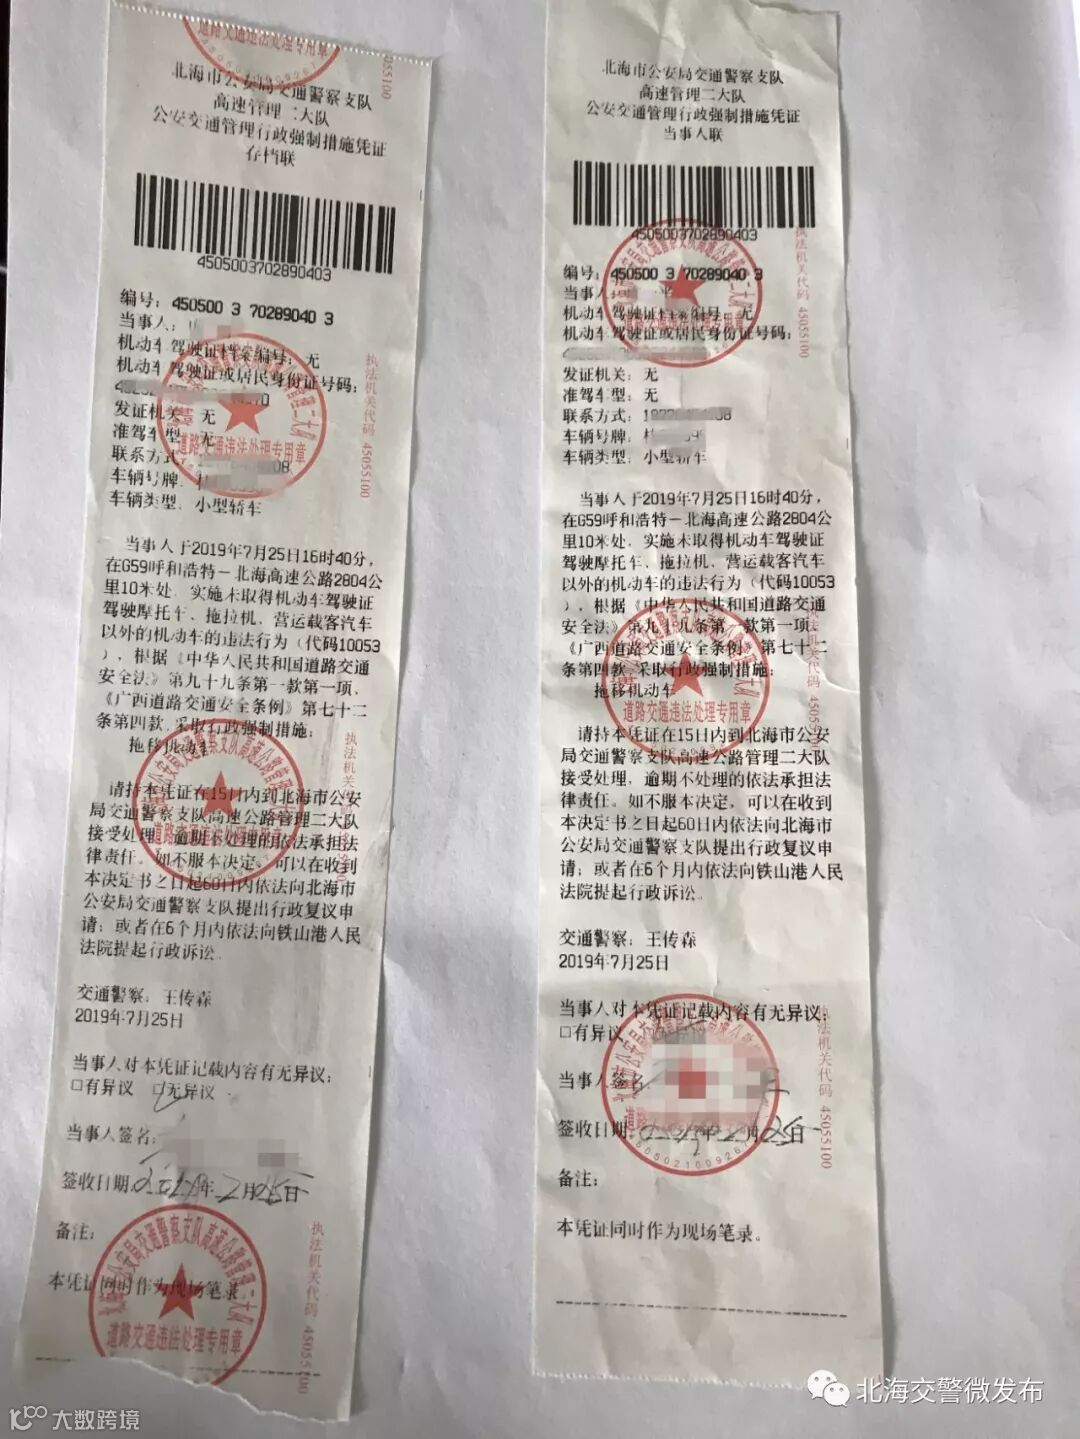 北海市公安局交通警察支队
高速管理二大队
公安交通管理行政强制措施凭证
存档联
4505003702890403
编号：450500 3 70289040 3
当事人：
机动车驾驶证档案编号：无
机动车驾驶证或居民身份证号码：
发证机关：无
准驾车型：无
联系方式：
车辆号牌：
车辆类型：小型轿车
当事人于2019年7月25日16时40分，
在G59呼和浩特－北海高速公路2804公
里10米处，实施未取得机动车驾驶证
驾驶摩托车、拖拉机、营运载客汽车
以外的机动车的违法行为（代码10053
），根据《中华人民共和国道路交通
安全法》第九十九条第一款第一项、
《广西道路交通安全条例》第七十二
条第四款，采取行政强制措施：
拖移机动车
请持本凭证在15日内到北海市公安
局交通警察支队高速公路管理二大队
接受处理，逾期不处理的依法承担法
律责任。如不服本决定，可以在收到
本决定书之日起60日内依法向北海市
公安局交通警察支队提出行政复议申
请；或者在6个月内依法向铁山港人民
法院提起行政诉讼。
交通警察：王传森
2019年7月25日
当事人对本凭证记载内容有无异议：
□有异议 □无异议
当事人签名：
签收日期：2019年7月25日
备注：
本凭证同时作为现场笔录
道路交通违法处理专用章
执法机关代码 45055100
北海市公安局交通警察支队
高速管理二大队
公安交通管理行政强制措施凭证
当事人联
4505003702890403
编号：450500 3 70289040 3
当事人：
机动车驾驶证档案编号：无
机动车驾驶证或居民身份证号码：
发证机关：无
准驾车型：无
联系方式：
车辆号牌：
车辆类型：小型轿车
当事人于2019年7月25日16时40分，
在G59呼和浩特－北海高速公路2804公
里10米处，实施未取得机动车驾驶证
驾驶摩托车、拖拉机、营运载客汽车
以外的机动车的违法行为（代码10053
），根据《中华人民共和国道路交通
安全法》第九十九条第一款第一项、
《广西道路交通安全条例》第七十二
条第四款，采取行政强制措施：
拖移机动车
请持本凭证在15日内到北海市公安
局交通警察支队高速公路管理二大队
接受处理，逾期不处理的依法承担法
律责任。如不服本决定，可以在收到
本决定书之日起60日内依法向北海市
公安局交通警察支队提出行政复议申
请；或者在6个月内依法向铁山港人民
法院提起行政诉讼。
交通警察：王传森
2019年7月25日
当事人对本凭证记载内容有无异议：
□有异议
当事人签名
签收日期：2019年7月25日
备注：
本凭证同时作为现场笔录。
道路交通违法处理专用章
执法机关代码 45055100
北海交警微发布
大数跨境